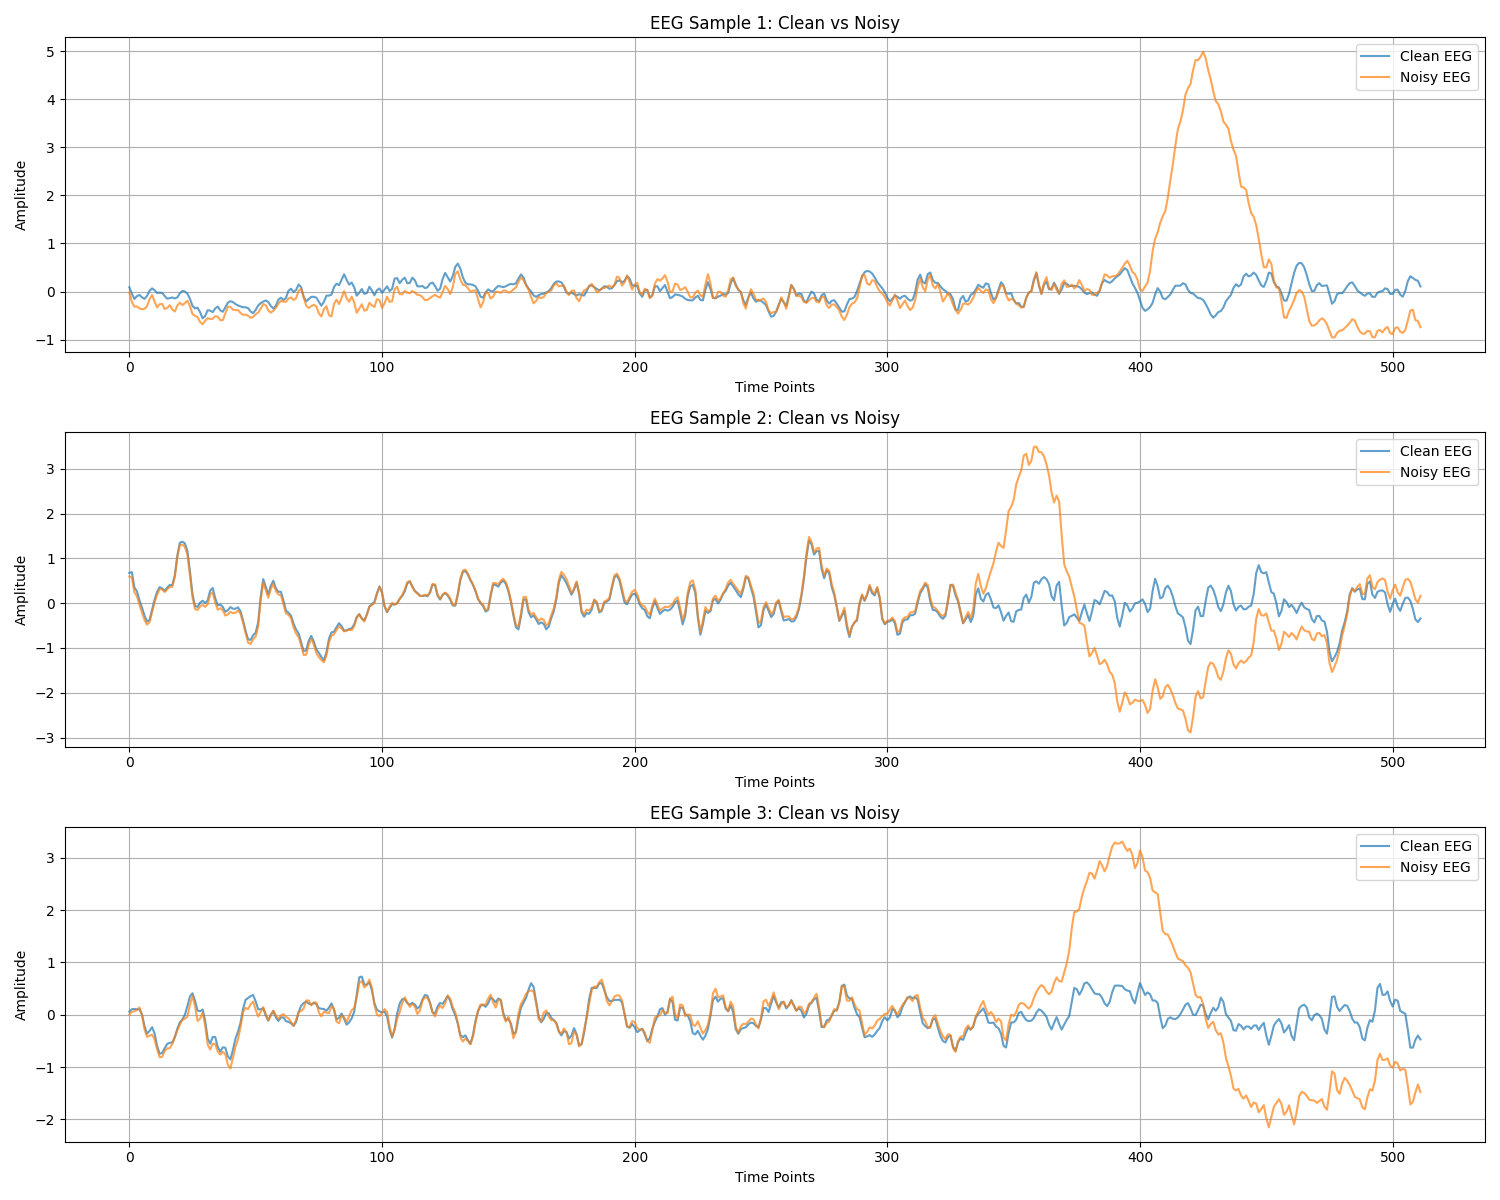 EEG Sample 1: Clean vs Noisy
5
4
3
2
1
0
−1
Amplitude
Clean EEG
Noisy EEG
0 100 200 300 400 500
Time Points
EEG Sample 2: Clean vs Noisy
3
2
1
0
−1
−2
−3
Amplitude
Clean EEG
Noisy EEG
0 100 200 300 400 500
Time Points
EEG Sample 3: Clean vs Noisy
3
2
1
0
−1
−2
Amplitude
Clean EEG
Noisy EEG
0 100 200 300 400 500
Time Points